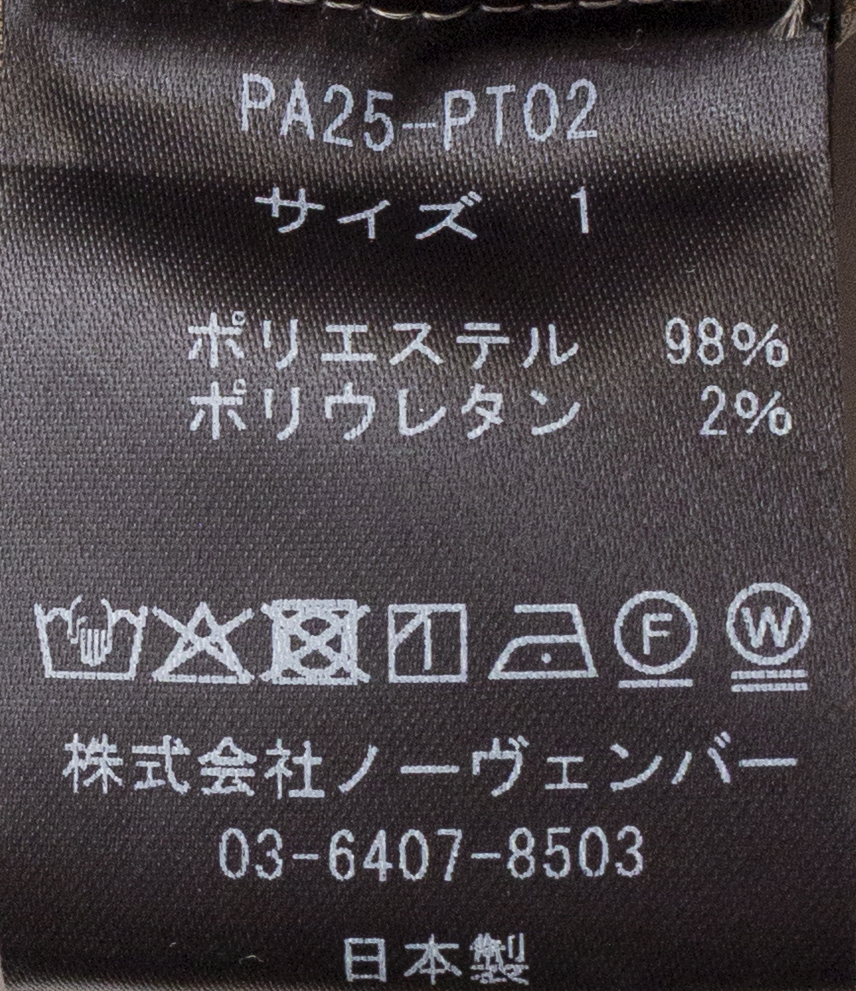 PA25-PT02
サイズ 1
ポリエステル 98%
ポリウレタン 2%
F W
株式会社ノーヴェンバー
03-6407-8503
日本製